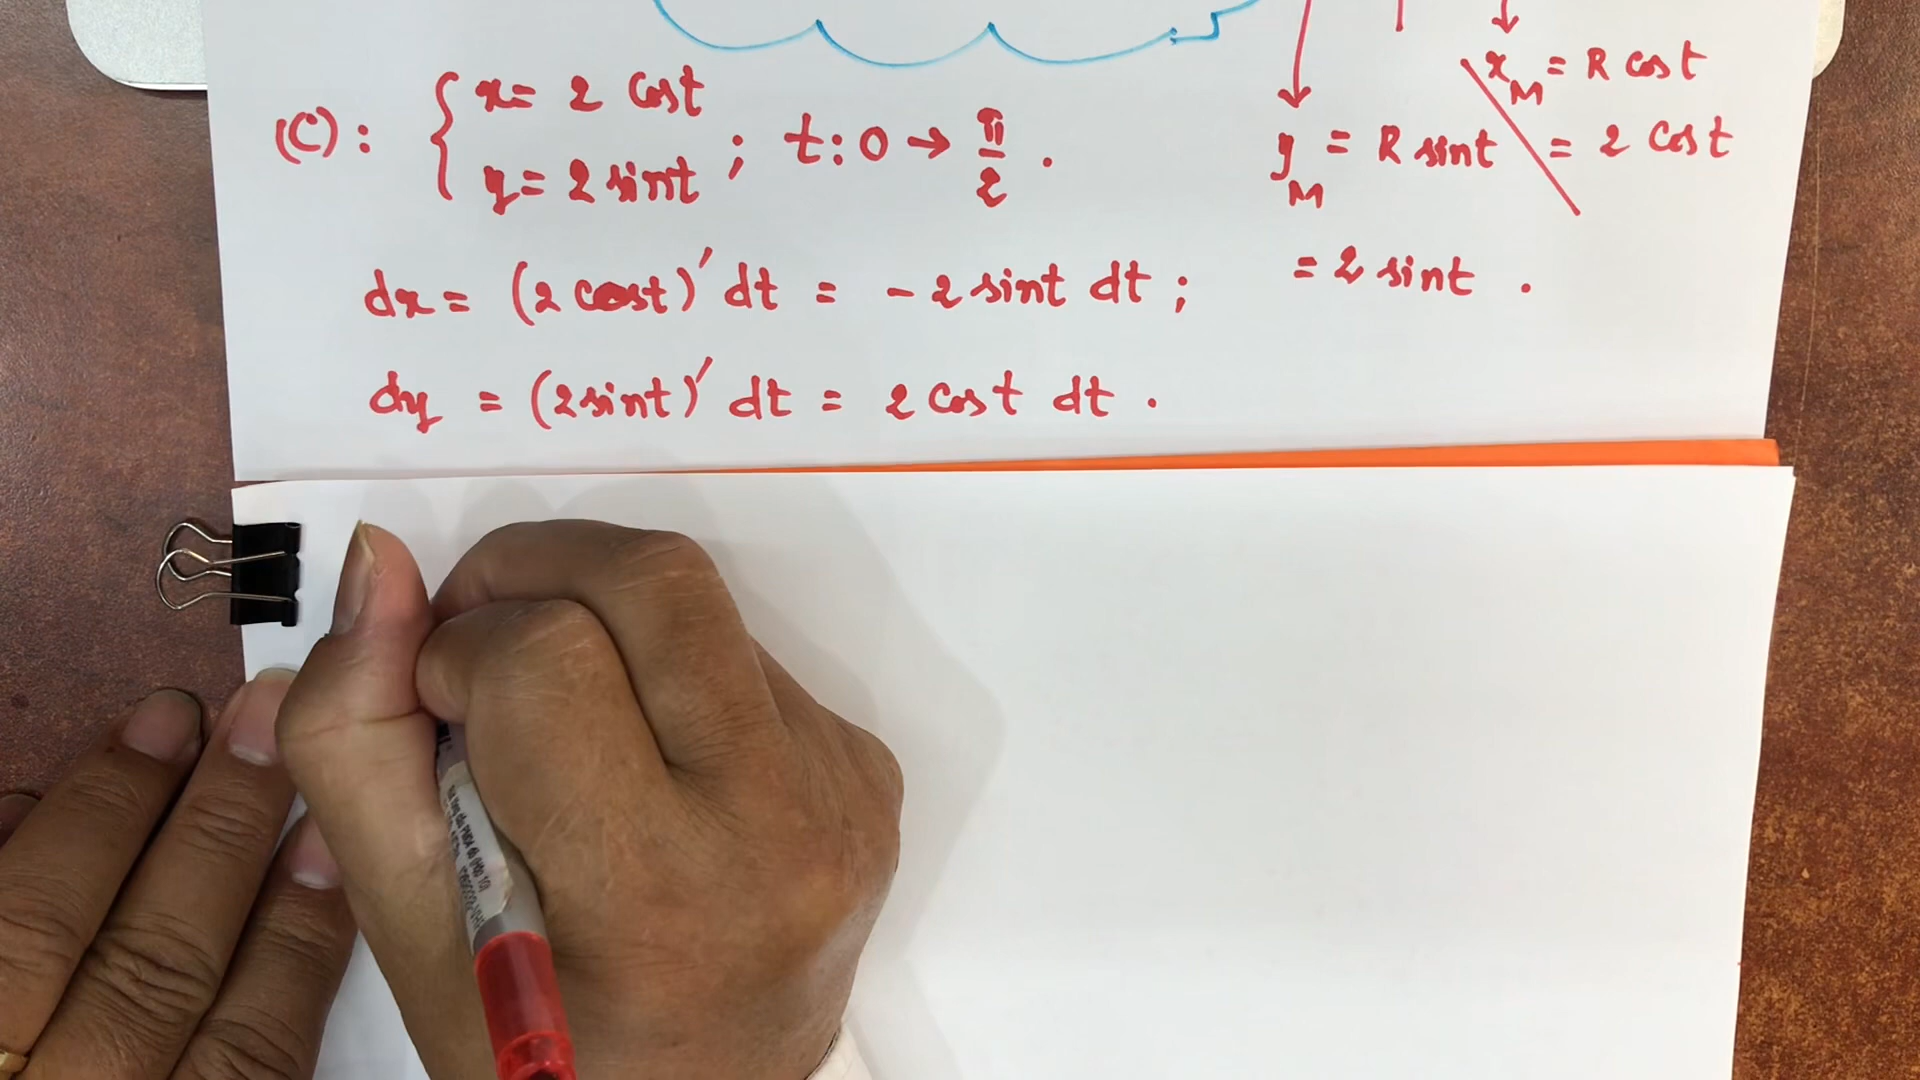 (C): { x = 2 cost
y = 2 sint ; t: 0 → π/2 .
dx = (2 cost)' dt = - 2 sint dt ;
dy = (2 sint)' dt = 2 cost dt .
x_M = R cost
= 2 cost
y_M = R sint
= 2 sint .